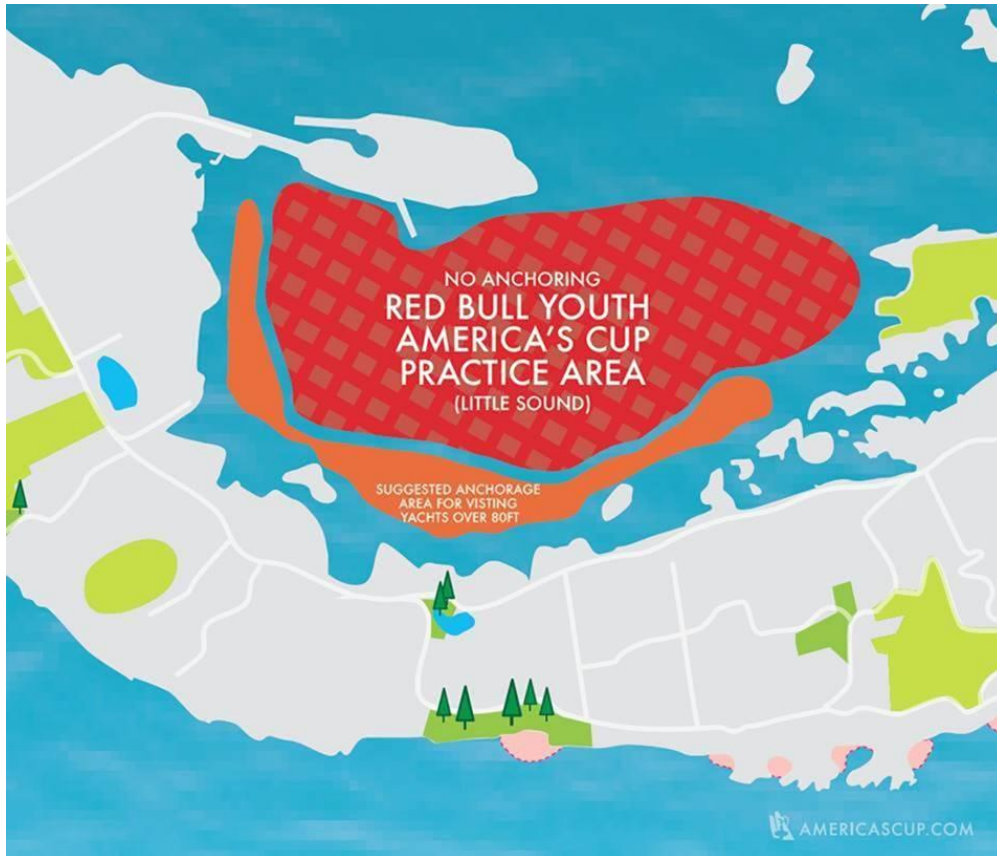 NO ANCHORING
RED BULL YOUTH
AMERICA'S CUP
PRACTICE AREA
(LITTLE SOUND)
SUGGESTED ANCHORAGE
AREA FOR VISTING
YACHTS OVER 80FT
AMERICASCUP.COM